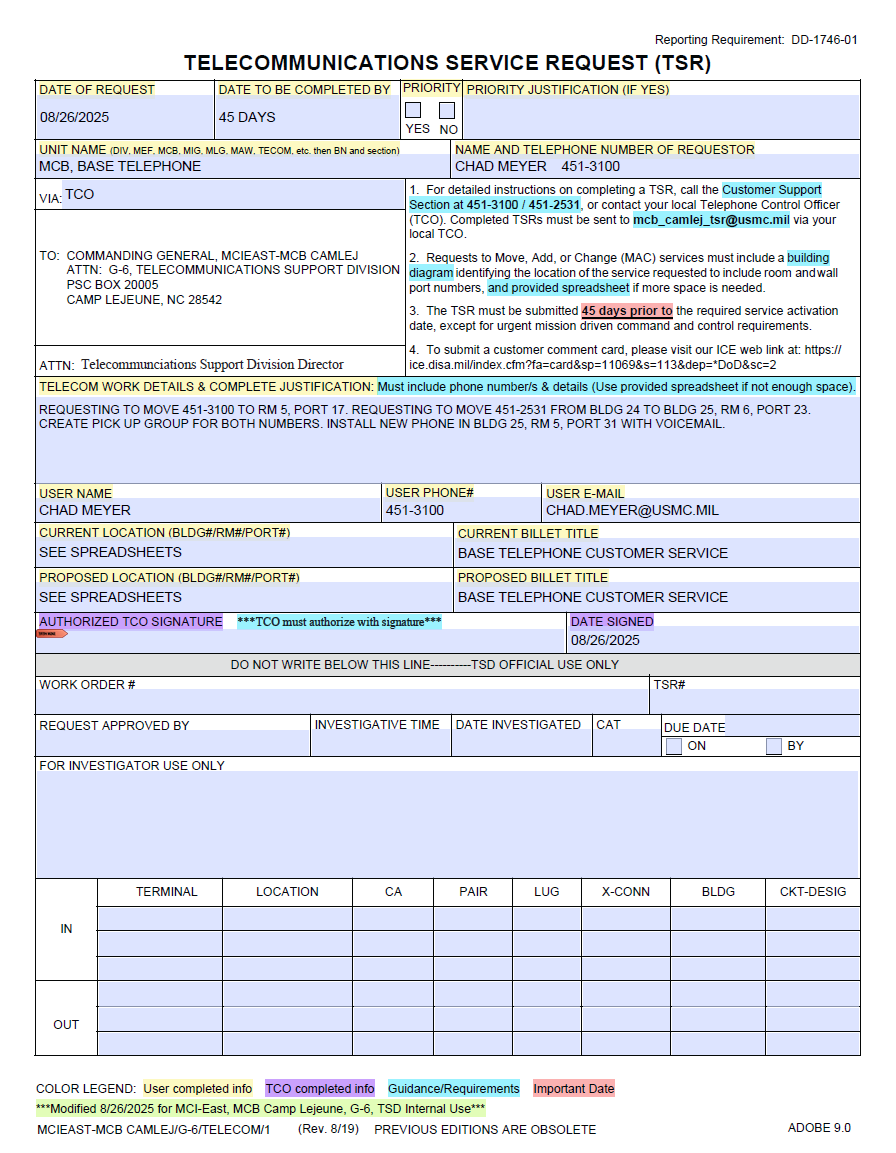 Reporting Requirement: DD-1746-01
TELECOMMUNICATIONS SERVICE REQUEST (TSR)
DATE OF REQUEST
08/26/2025
DATE TO BE COMPLETED BY
45 DAYS
PRIORITY
YES NO
PRIORITY JUSTIFICATION (IF YES)
UNIT NAME (DIV, MEF, MCB, MIG, MLG, MAW, TECOM, etc. then BN and section)
MCB, BASE TELEPHONE
NAME AND TELEPHONE NUMBER OF REQUESTOR
CHAD MEYER 451-3100
VIA: TCO
TO: COMMANDING GENERAL, MCIEAST-MCB CAMLEJ
ATTN: G-6, TELECOMMUNICATIONS SUPPORT DIVISION
PSC BOX 20005
CAMP LEJEUNE, NC 28542
ATTN: Telecommunciations Support Division Director
1. For detailed instructions on completing a TSR, call the Customer Support
Section at 451-3100 / 451-2531, or contact your local Telephone Control Officer
(TCO). Completed TSRs must be sent to mcb_camlej_tsr@usmc.mil via your
local TCO.
2. Requests to Move, Add, or Change (MAC) services must include a building
diagram identifying the location of the service requested to include room and wall
port numbers, and provided spreadsheet if more space is needed.
3. The TSR must be submitted 45 days prior to the required service activation
date, except for urgent mission driven command and control requirements.
4. To submit a customer comment card, please visit our ICE web link at: https://
ice.disa.mil/index.cfm?fa=card&sp=11069&s=113&dep=*DoD&sc=2
TELECOM WORK DETAILS & COMPLETE JUSTIFICATION: Must include phone number/s & details (Use provided spreadsheet if not enough space).
REQUESTING TO MOVE 451-3100 TO RM 5, PORT 17. REQUESTING TO MOVE 451-2531 FROM BLDG 24 TO BLDG 25, RM 6, PORT 23.
CREATE PICK UP GROUP FOR BOTH NUMBERS. INSTALL NEW PHONE IN BLDG 25, RM 5, PORT 31 WITH VOICEMAIL.
USER NAME
CHAD MEYER
USER PHONE#
451-3100
USER E-MAIL
CHAD.MEYER@USMC.MIL
CURRENT LOCATION (BLDG#/RM#/PORT#)
SEE SPREADSHEETS
CURRENT BILLET TITLE
BASE TELEPHONE CUSTOMER SERVICE
PROPOSED LOCATION (BLDG#/RM#/PORT#)
SEE SPREADSHEETS
PROPOSED BILLET TITLE
BASE TELEPHONE CUSTOMER SERVICE
AUTHORIZED TCO SIGNATURE ***TCO must authorize with signature***
DATE SIGNED
08/26/2025
DO NOT WRITE BELOW THIS LINE----------TSD OFFICIAL USE ONLY
WORK ORDER #
TSR#
REQUEST APPROVED BY
INVESTIGATIVE TIME
DATE INVESTIGATED
CAT
DUE DATE
ON BY
FOR INVESTIGATOR USE ONLY
TERMINAL LOCATION CA PAIR LUG X-CONN BLDG CKT-DESIG
IN
OUT
COLOR LEGEND: User completed info TCO completed info Guidance/Requirements Important Date
***Modified 8/26/2025 for MCI-East, MCB Camp Lejeune, G-6, TSD Internal Use***
MCIEAST-MCB CAMLEJ/G-6/TELECOM/1 (Rev. 8/19) PREVIOUS EDITIONS ARE OBSOLETE ADOBE 9.0